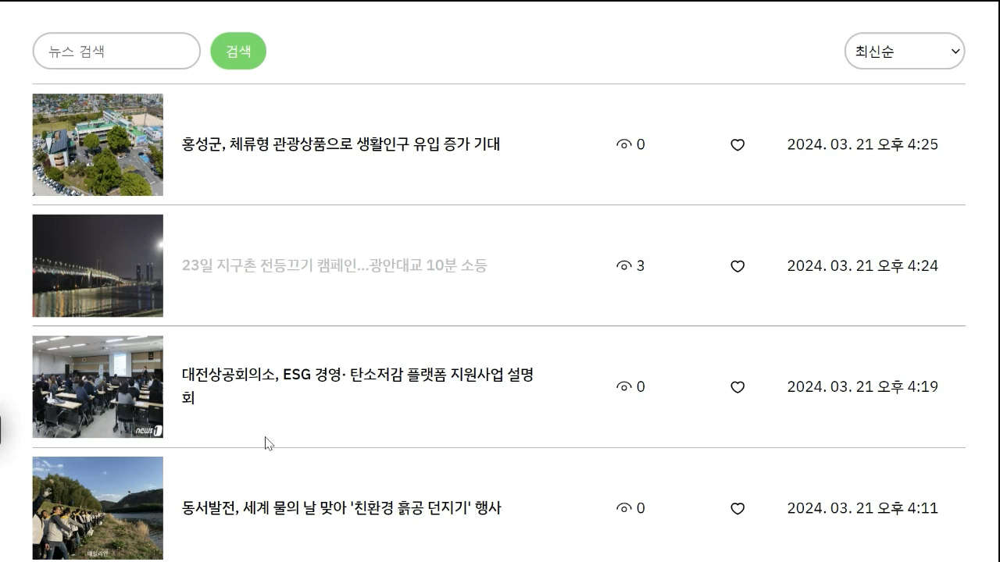 뉴스 검색
검색
최신순
홍성군, 체류형 관광상품으로 생활인구 유입 증가 기대
0
2024. 03. 21 오후 4:25
23일 지구촌 전등끄기 캠페인...광안대교 10분 소등
3
2024. 03. 21 오후 4:24
대전상공회의소, ESG 경영· 탄소저감 플랫폼 지원사업 설명
회
0
2024. 03. 21 오후 4:19
news1
동서발전, 세계 물의 날 맞아 '친환경 흙공 던지기' 행사
0
2024. 03. 21 오후 4:11
데일리안